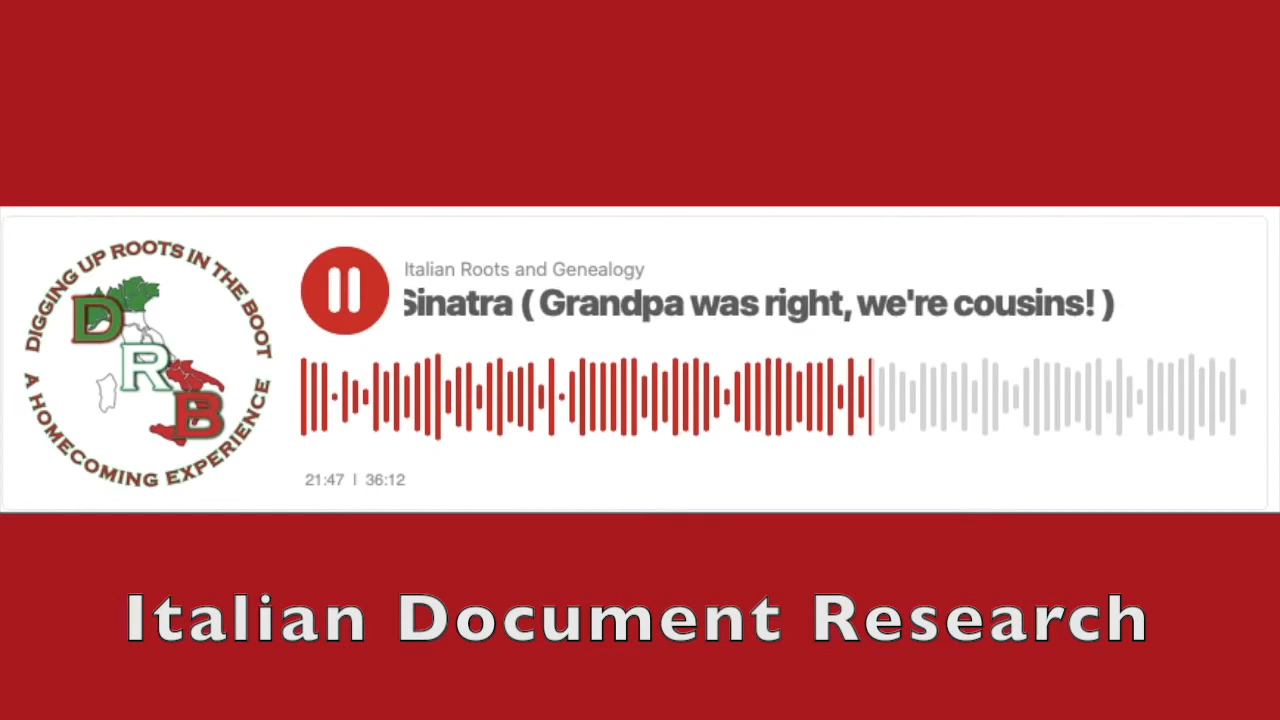 DIGGING UP ROOTS IN THE BOOT
DRB
A HOMECOMING EXPERIENCE
Italian Roots and Genealogy
Sinatra ( Grandpa was right, we're cousins! )
21:47 | 36:12
Italian Document Research